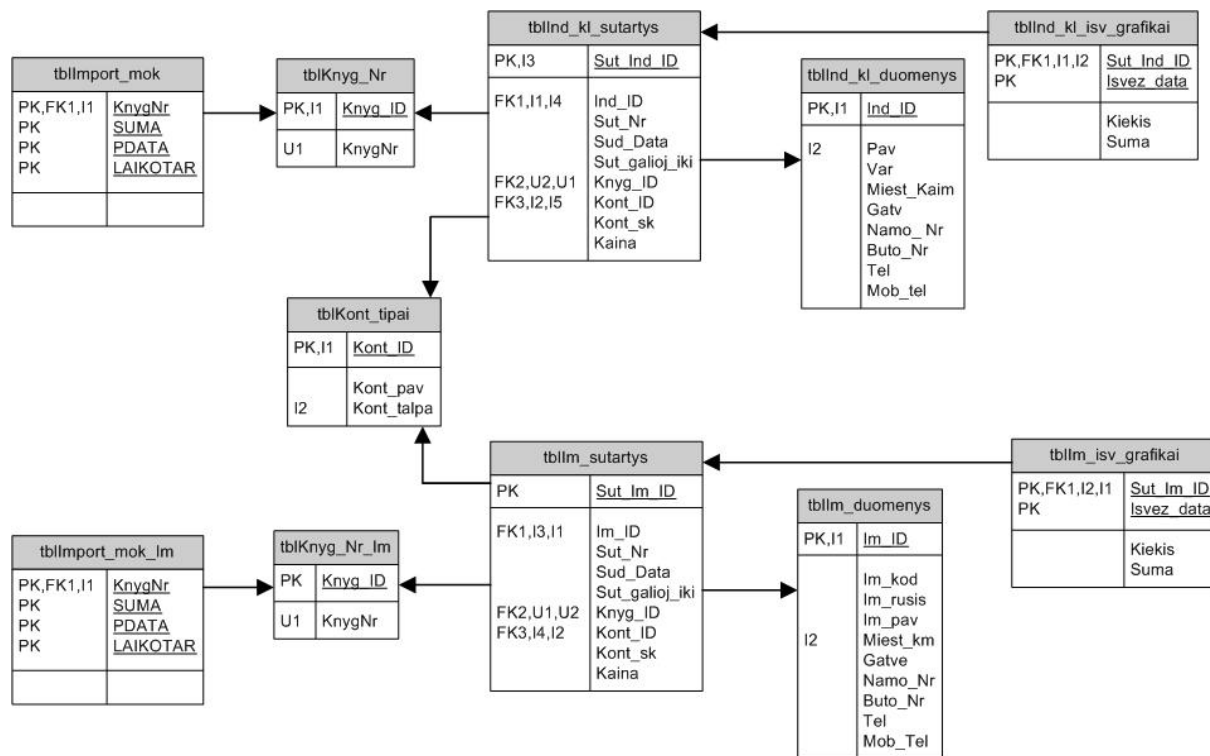 tblImport_mok
PK,FK1,I1 KnygNr
PK SUMA
PK PDATA
PK LAIKOTAR
tblKnyg_Nr
PK,I1 Knyg_ID
U1 KnygNr
tblInd_kl_sutartys
PK,I3 Sut_Ind_ID
FK1,I1,I4 Ind_ID
Sut_Nr
Sud_Data
Sut_galioj_iki
FK2,U2,U1 Knyg_ID
FK3,I2,I5 Kont_ID
Kont_sk
Kaina
tblInd_kl_duomenys
PK,I1 Ind_ID
I2 Pav
Var
Miest_Kaim
Gatv
Namo_ Nr
Buto_Nr
Tel
Mob_tel
tblInd_kl_isv_grafikai
PK,FK1,I1,I2 Sut_Ind_ID
PK Isvez_data
Kiekis
Suma
tblKont_tipai
PK,I1 Kont_ID
Kont_pav
I2 Kont_talpa
tblImport_mok_Im
PK,FK1,I1 KnygNr
PK SUMA
PK PDATA
PK LAIKOTAR
tblKnyg_Nr_Im
PK Knyg_ID
U1 KnygNr
tblIm_sutartys
PK Sut_Im_ID
FK1,I3,I1 Im_ID
Sut_Nr
Sud_Data
Sut_galioj_iki
FK2,U1,U2 Knyg_ID
FK3,I4,I2 Kont_ID
Kont_sk
Kaina
tblIm_duomenys
PK,I1 Im_ID
Im_kod
Im_rusis
Im_pav
I2 Miest_km
Gatve
Namo_Nr
Buto_Nr
Tel
Mob_Tel
tblIm_isv_grafikai
PK,FK1,I2,I1 Sut_Im_ID
PK Isvez_data
Kiekis
Suma